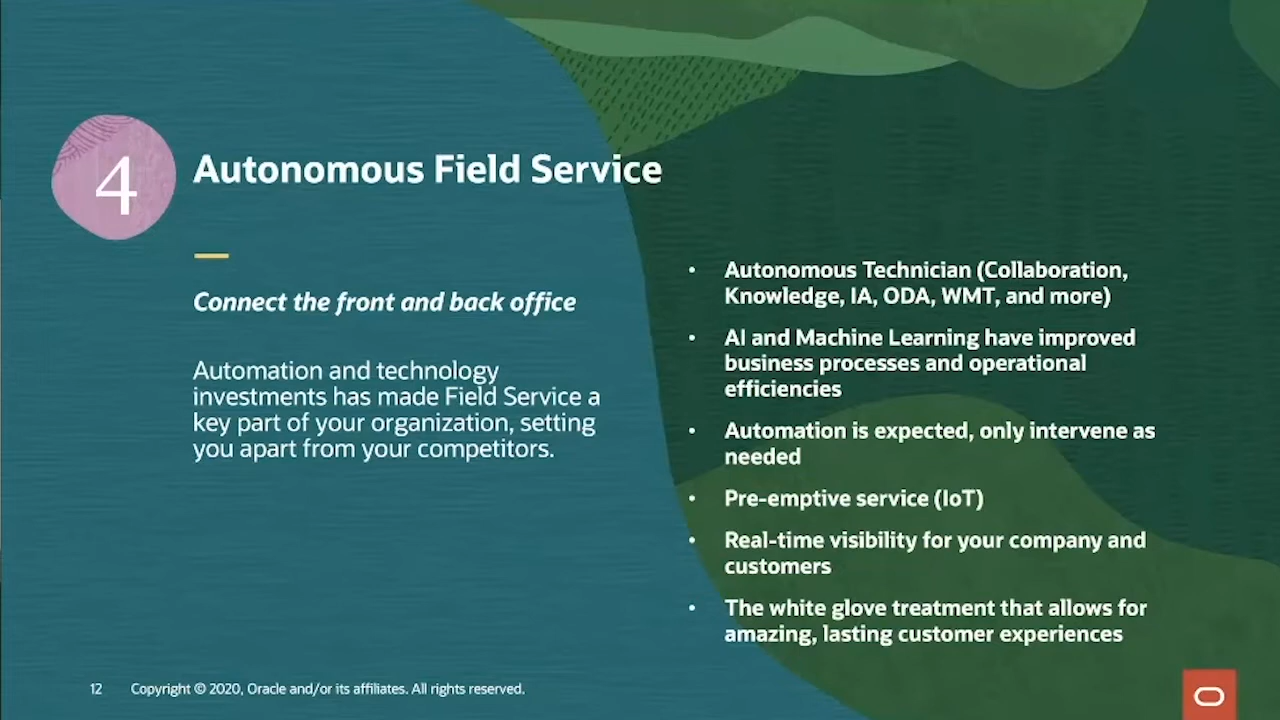 4
Autonomous Field Service
Connect the front and back office
Automation and technology
investments has made Field Service a
key part of your organization, setting
you apart from your competitors.
• Autonomous Technician (Collaboration,
Knowledge, IA, ODA, WMT, and more)
• AI and Machine Learning have improved
business processes and operational
efficiencies
• Automation is expected, only intervene as
needed
• Pre-emptive service (IoT)
• Real-time visibility for your company and
customers
• The white glove treatment that allows for
amazing, lasting customer experiences
12 Copyright © 2020, Oracle and/or its affiliates. All rights reserved.